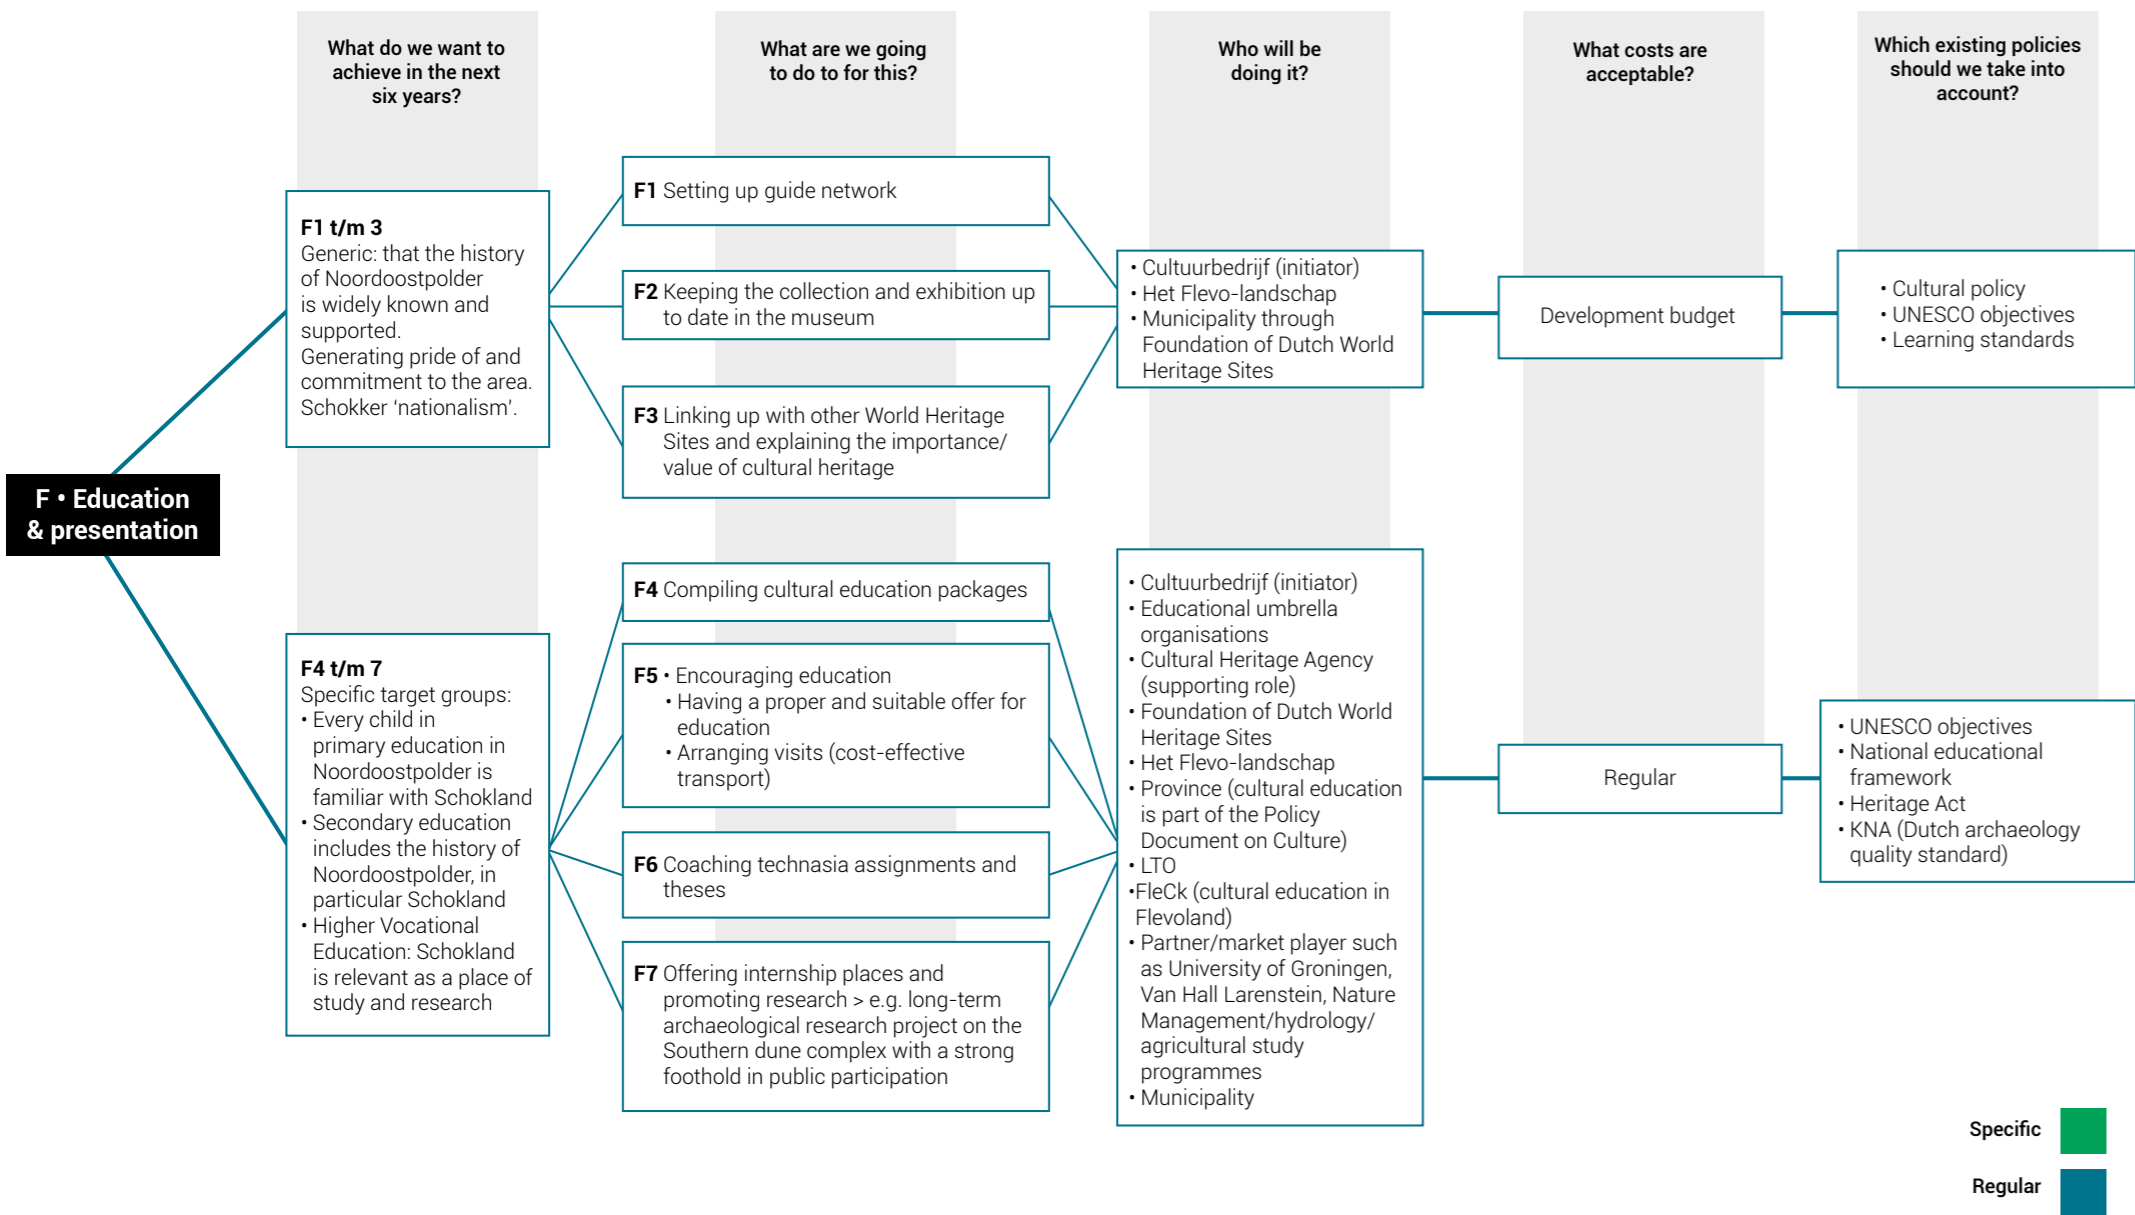 What do we want to
achieve in the next
six years?
What are we going
to do to for this?
Who will be
doing it?
What costs are
acceptable?
Which existing policies
should we take into
account?
F • Education
& presentation
F1 t/m 3
Generic: that the history
of Noordoostpolder
is widely known and
supported.
Generating pride of and
commitment to the area.
Schokker ‘nationalism’.
F1 Setting up guide network
F2 Keeping the collection and exhibition up
to date in the museum
F3 Linking up with other World Heritage
Sites and explaining the importance/
value of cultural heritage
• Cultuurbedrijf (initiator)
• Het Flevo-landschap
• Municipality through
Foundation of Dutch World
Heritage Sites
Development budget
• Cultural policy
• UNESCO objectives
• Learning standards
F4 t/m 7
Specific target groups:
• Every child in
primary education in
Noordoostpolder is
familiar with Schokland
• Secondary education
includes the history of
Noordoostpolder, in
particular Schokland
• Higher Vocational
Education: Schokland
is relevant as a place of
study and research
F4 Compiling cultural education packages
F5 • Encouraging education
• Having a proper and suitable offer for
education
• Arranging visits (cost-effective
transport)
F6 Coaching technasia assignments and
theses
F7 Offering internship places and
promoting research > e.g. long-term
archaeological research project on the
Southern dune complex with a strong
foothold in public participation
• Cultuurbedrijf (initiator)
• Educational umbrella
organisations
• Cultural Heritage Agency
(supporting role)
• Foundation of Dutch World
Heritage Sites
• Het Flevo-landschap
• Province (cultural education
is part of the Policy
Document on Culture)
• LTO
•FleCk (cultural education in
Flevoland)
• Partner/market player such
as University of Groningen,
Van Hall Larenstein, Nature
Management/hydrology/
agricultural study
programmes
• Municipality
Regular
• UNESCO objectives
• National educational
framework
• Heritage Act
• KNA (Dutch archaeology
quality standard)
Specific
Regular